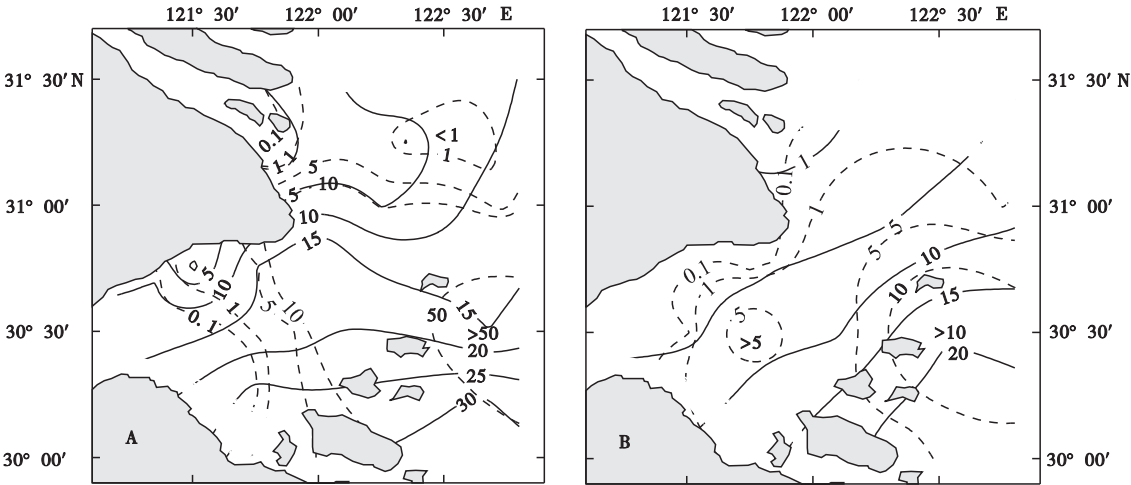 121° 30′ 122° 00′ 122° 30′ E 121° 30′ 122° 00′ 122° 30′ E
31° 30′ N 31° 30′ N
<1
0.1 1
1 1 5 1
10 0.1
5
31° 00′ 10 1 31° 00′
15 5
5 10
5 0.1
10 1 5 10 15 10 15
0.1 1 50 5
30° 30′ >50 >5 >10 30° 30′
20 20
25
30
A B
30° 00′ 30° 00′